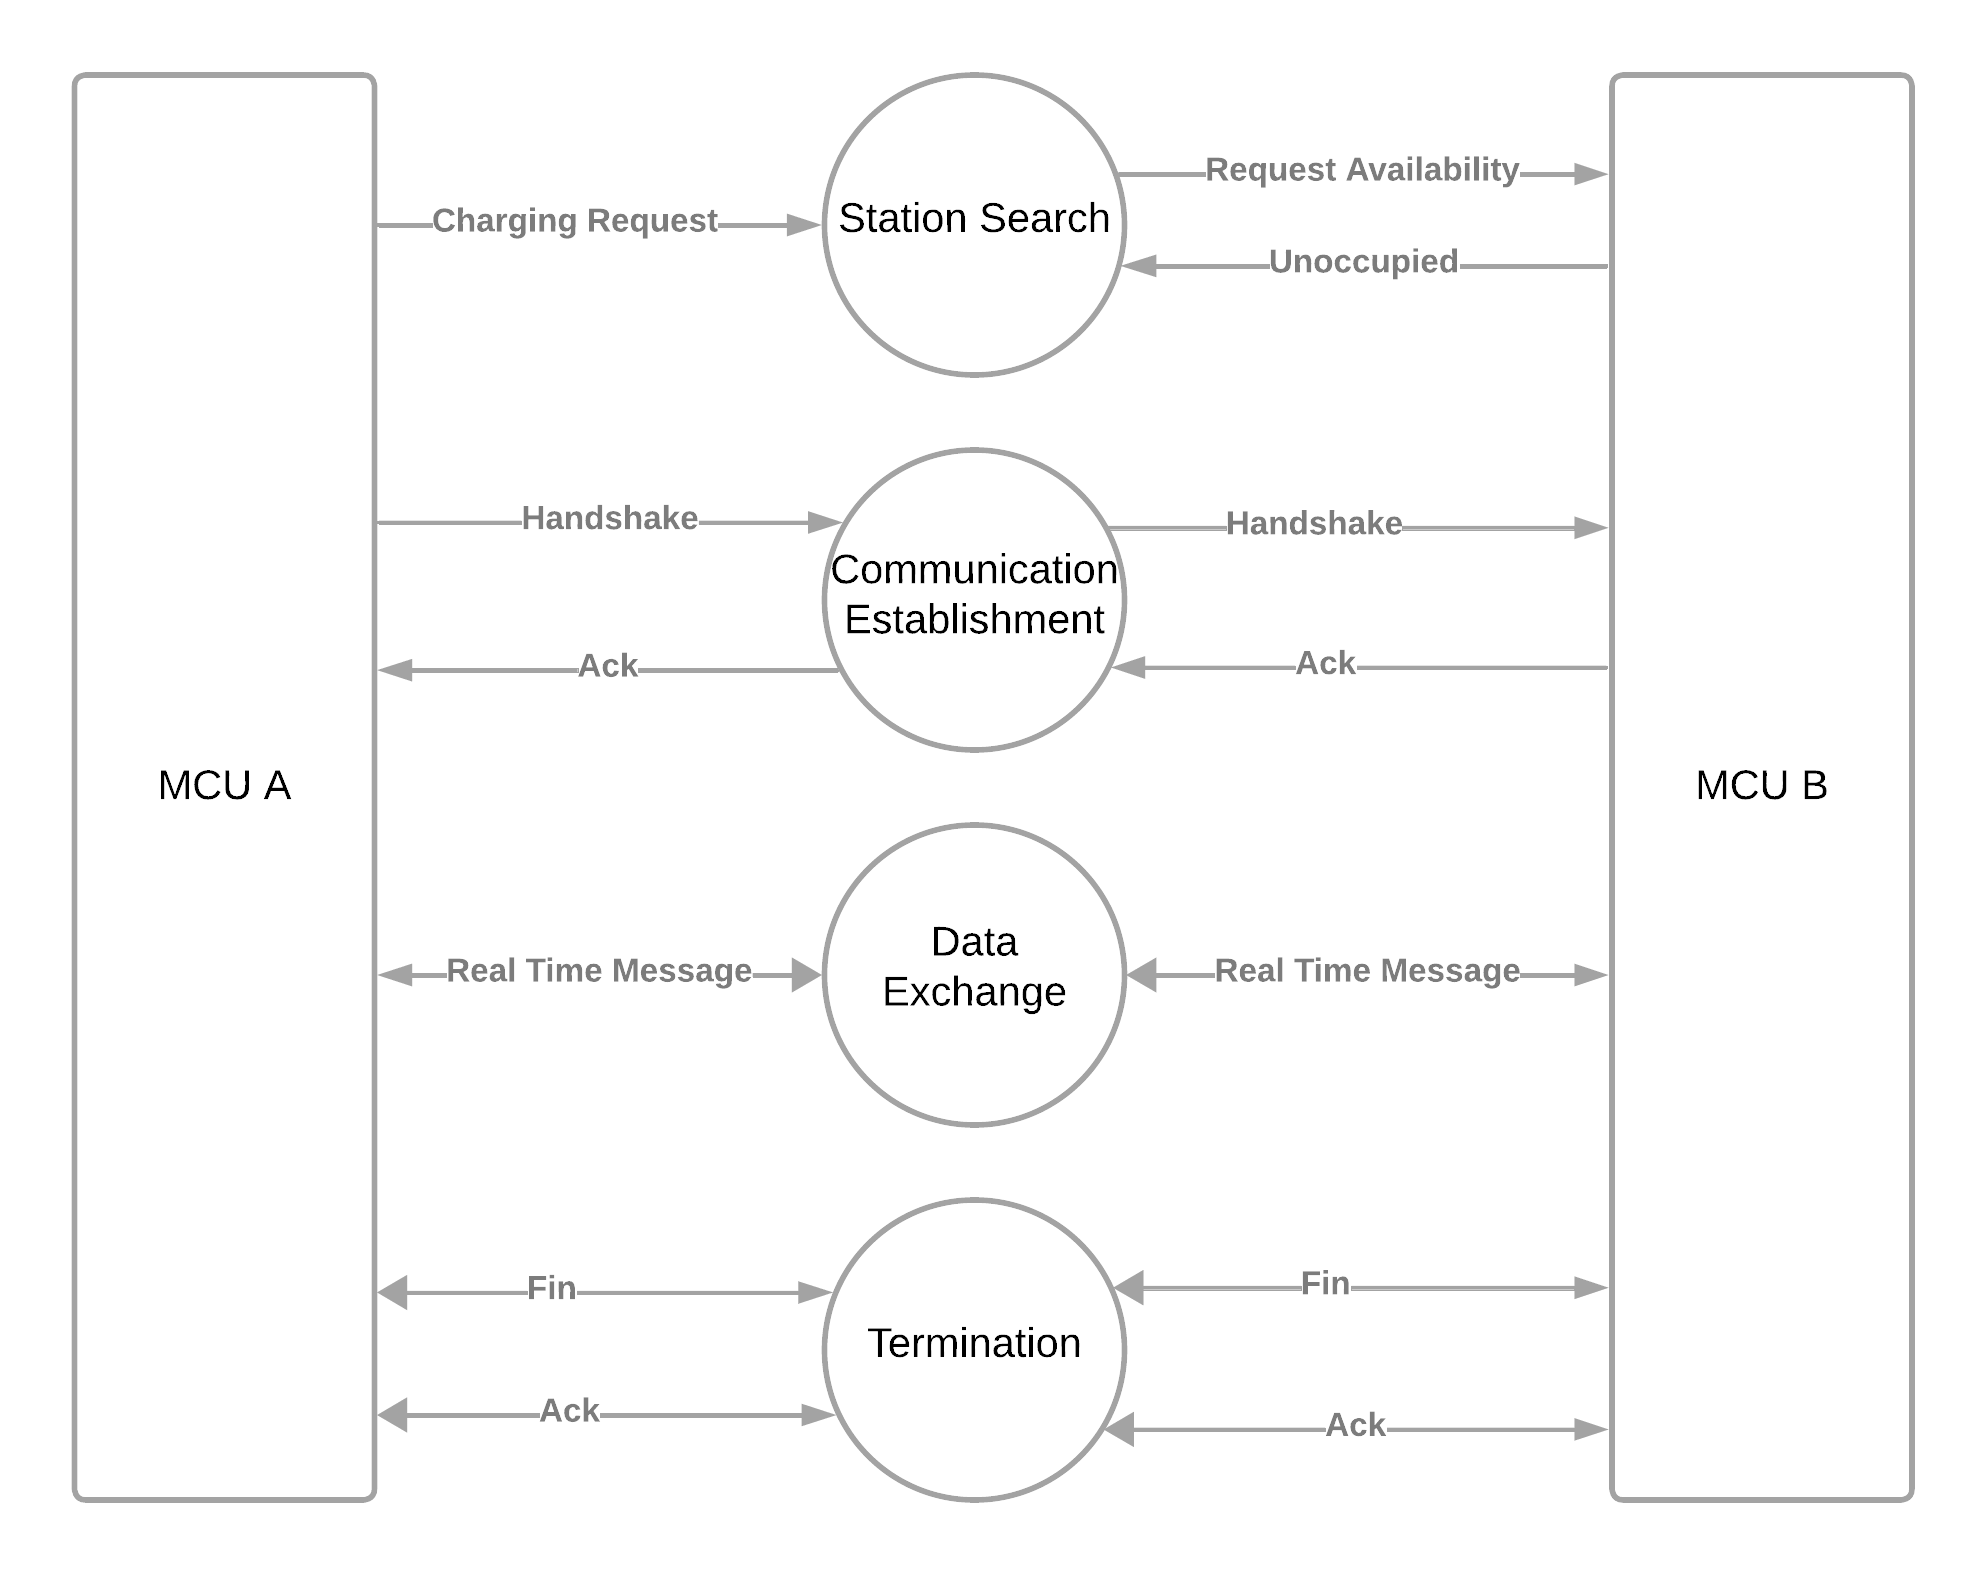 Request Availability
Charging Request
Station Search
Unoccupied
Handshake
Handshake
Communication
Establishment
Ack
Ack
MCU A
MCU B
Real Time Message
Data
Exchange
Real Time Message
Fin
Fin
Termination
Ack
Ack